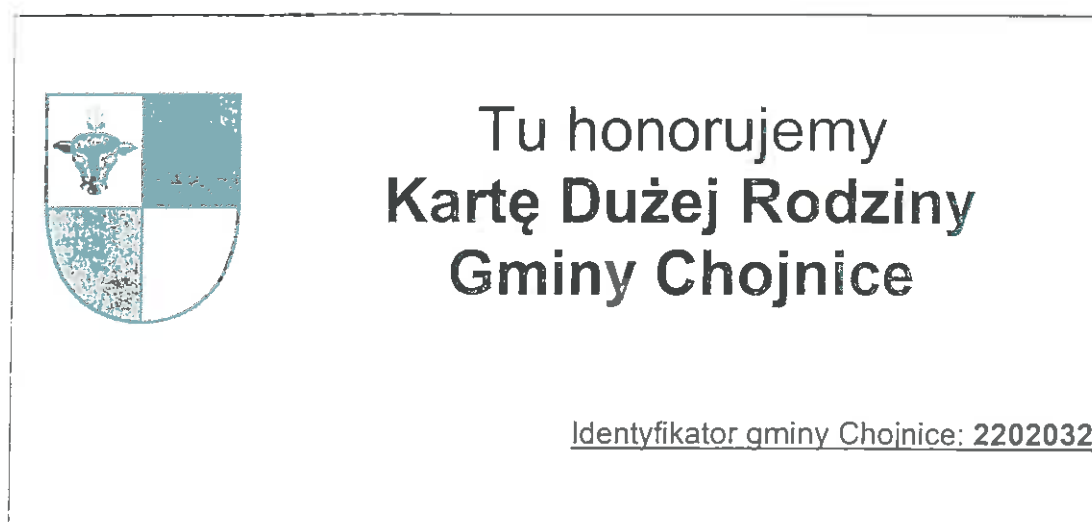 Tu honorujemy
Kartę Dużej Rodziny
Gminy Chojnice
Identyfikator gminy Chojnice: 2202032